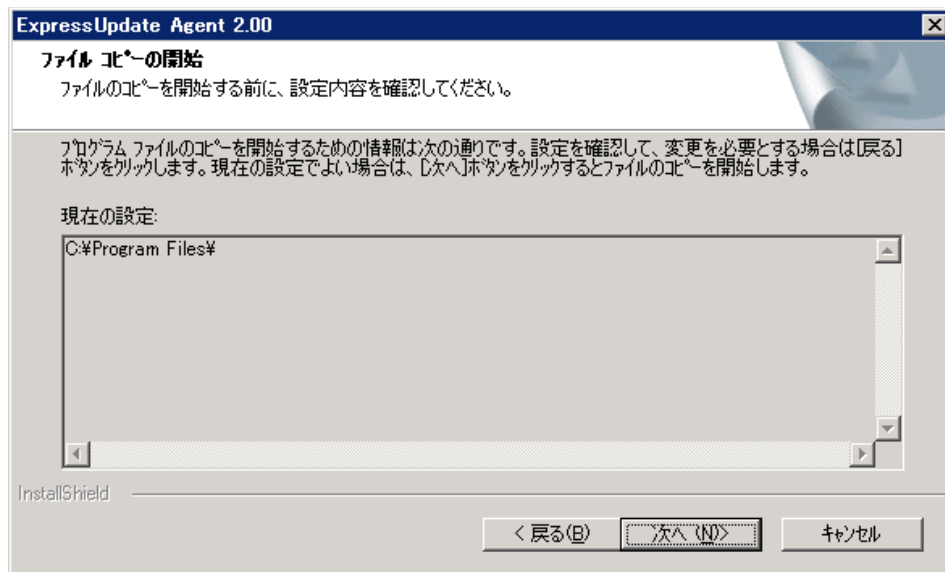 ExpressUpdate Agent 2.00
ファイル コピーの開始
ファイルのコピーを開始する前に、設定内容を確認してください。
プログラム ファイルのコピーを開始するための情報は次の通りです。設定を確認して、変更を必要とする場合は[戻る]
ボタンをクリックします。現在の設定でよい場合は、[次へ]ボタンをクリックするとファイルのコピーを開始します。
現在の設定:
C:¥Program Files¥
InstallShield
< 戻る(B)
次へ (N)>
キャンセル